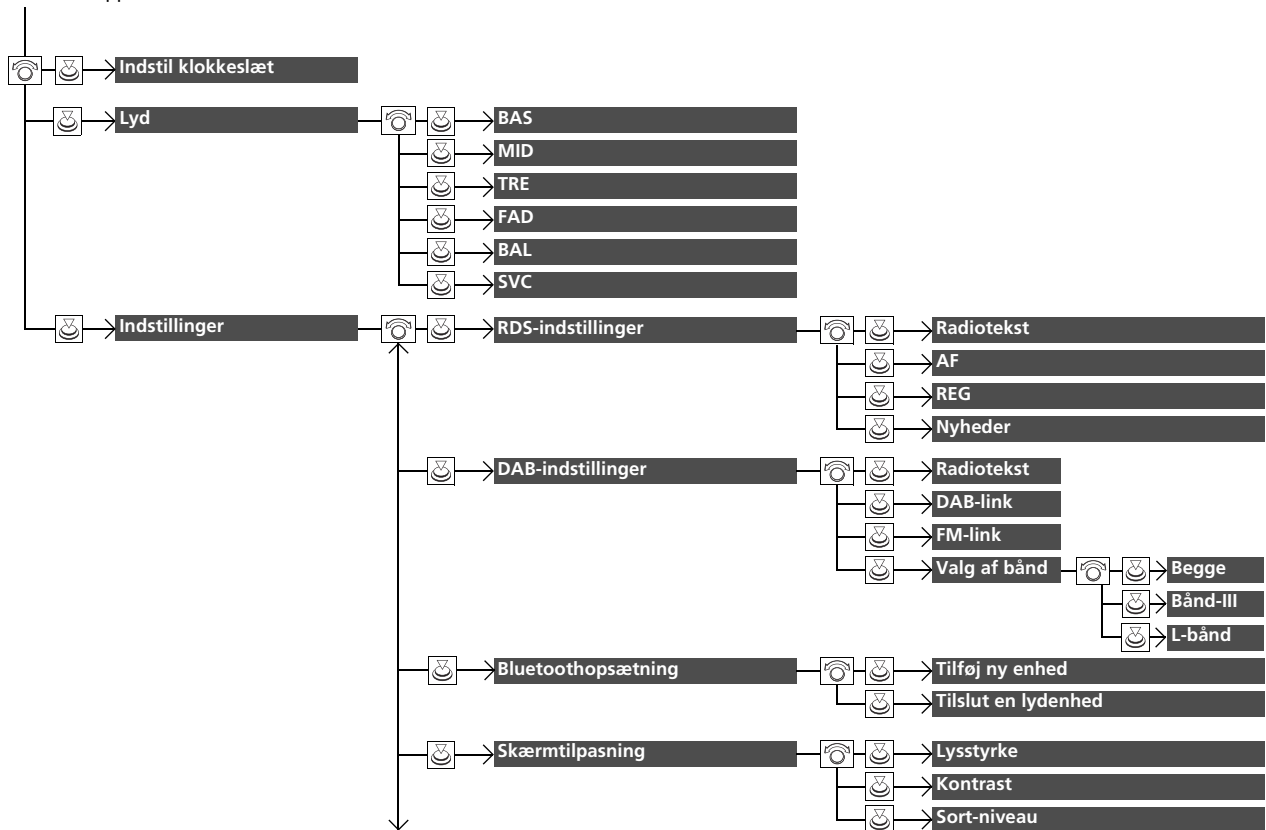 Indstil klokkeslæt
Lyd
BAS
MID
TRE
FAD
BAL
SVC
Indstillinger
RDS-indstillinger
Radiotekst
AF
REG
Nyheder
DAB-indstillinger
Radiotekst
DAB-link
FM-link
Valg af bånd
Begge
Bånd-III
L-bånd
Bluetoothopsætning
Tilføj ny enhed
Tilslut en lydenhed
Skærmtilpasning
Lysstyrke
Kontrast
Sort-niveau